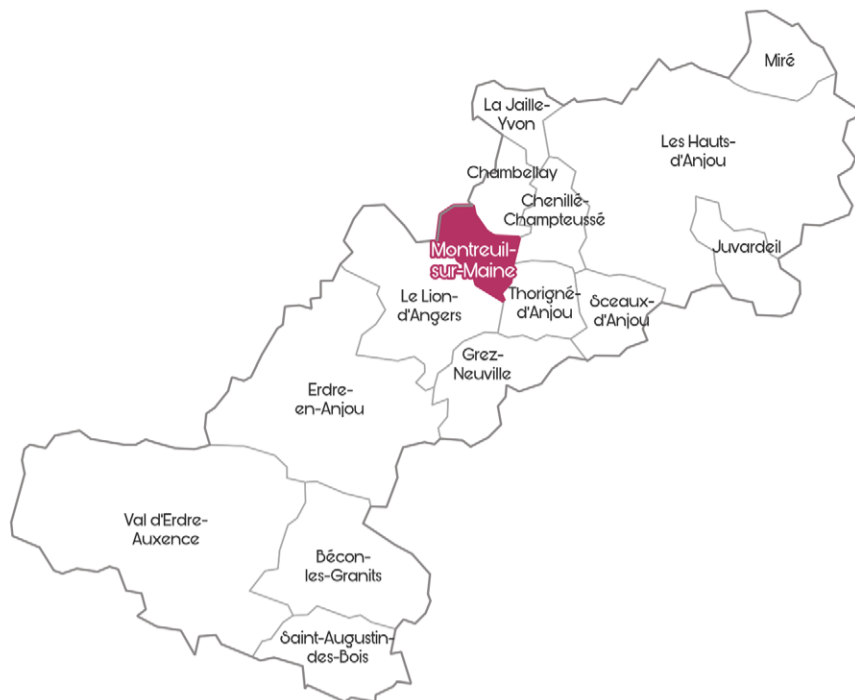 Miré
La Jaille-
Yvon
Les Hauts-
d'Anjou
Chambellay
Chenillé-
Champteussé
Montreuil-
sur-Maine
Juvardeil
Le Lion-
d'Angers
Thorigné-
d'Anjou
Sceaux-
d'Anjou
Grez-
Neuville
Erdre-
en-Anjou
Val d'Erdre-
Auxence
Bécon-
les-Granits
Saint-Augustin-
des-Bois